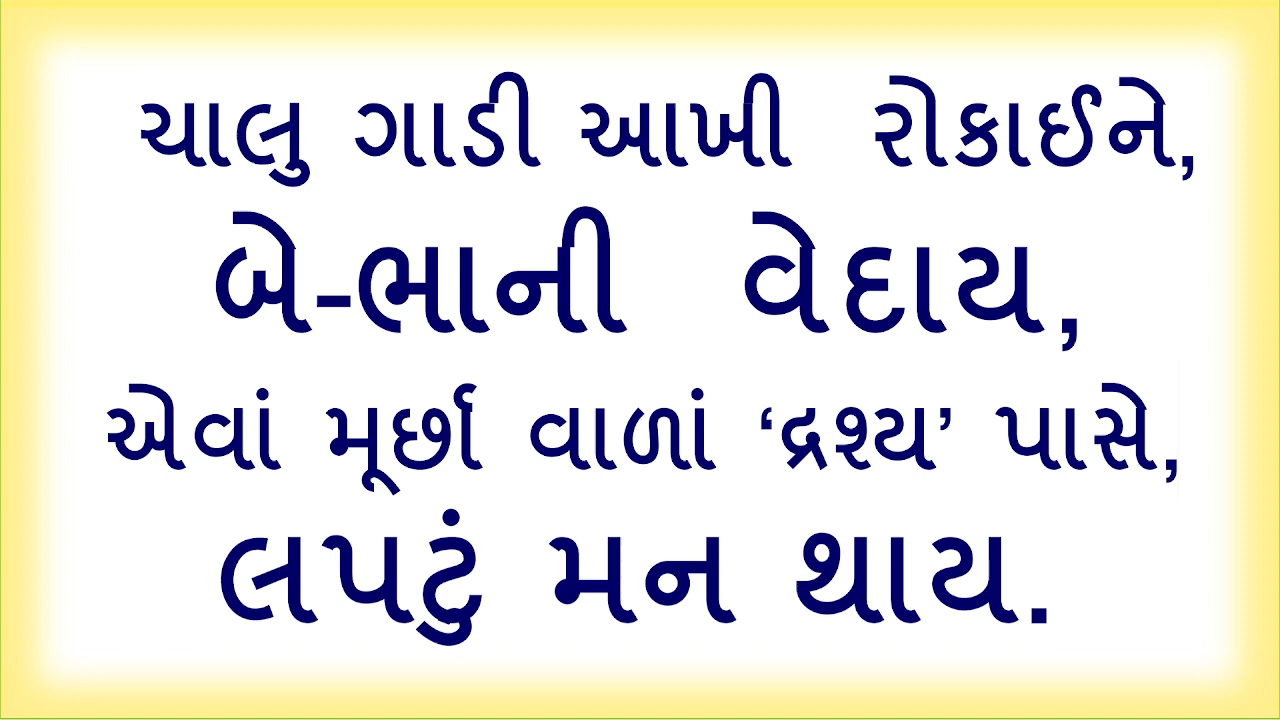 ચાલુ ગાડી આખી રોકાઈને,
બે-ભાની વેદાય,
એવાં મૂર્છા વાળાં ‘દ્રશ્ય’ પાસે,
લપટું મન થાય.